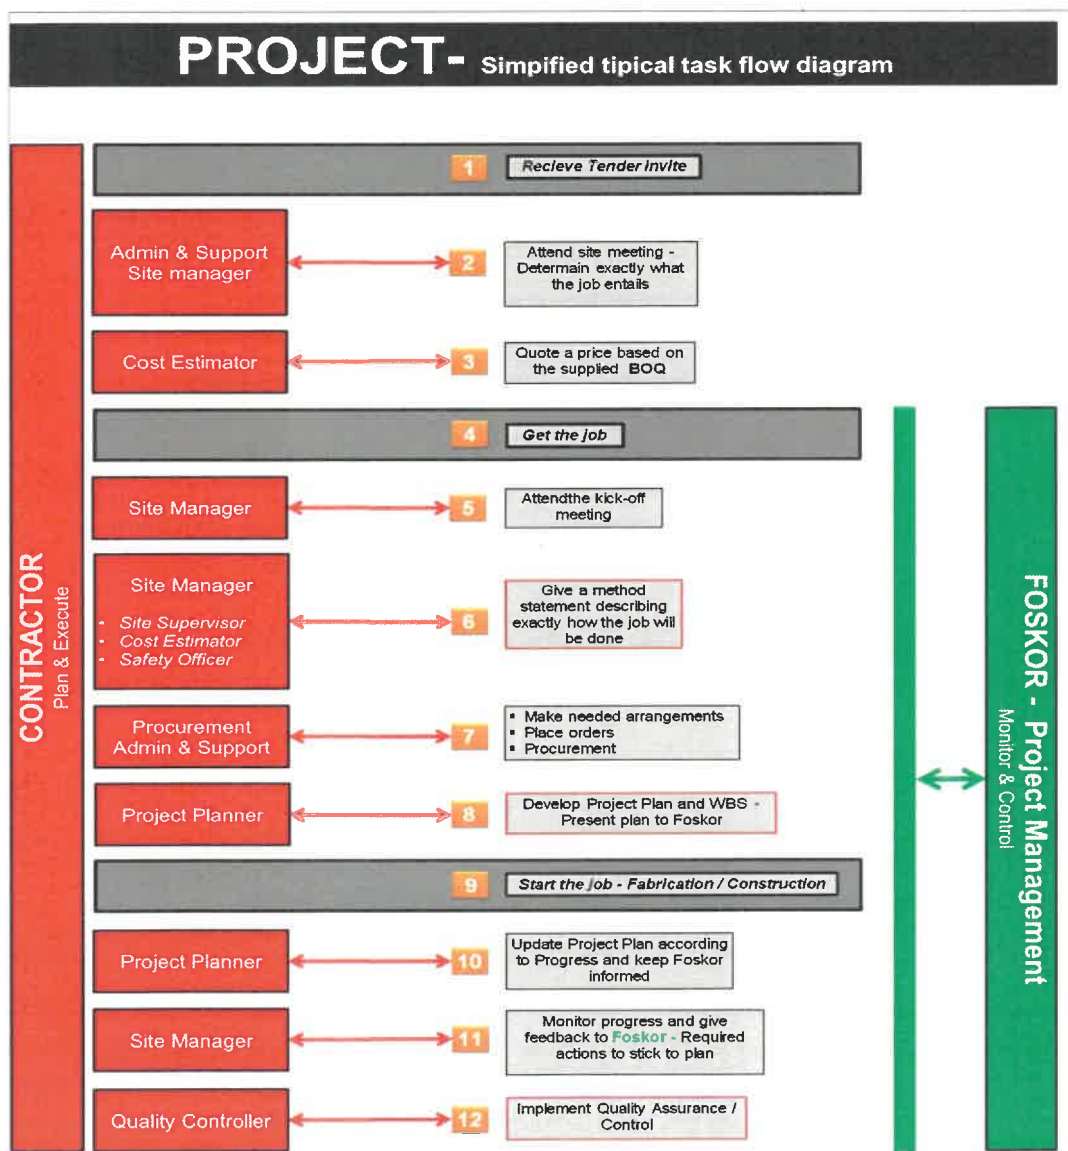 PROJECT- Simpified tipical task flow diagram
CONTRACTOR
Plan & Execute
1
Recieve Tender Invite
Admin & Support
Site manager
2
Attend site meeting -
Determain exactly what
the job entails
Cost Estimator
3
Quote a price based on
the supplied BOQ
4
Get the job
Site Manager
5
Attendthe kick-off
meeting
Site Manager
• Site Supervisor
• Cost Estimator
• Safety Officer
6
Give a method
statement describing
exactly how the job will
be done
Procurement
Admin & Support
7
▪ Make needed arrangements
▪ Place orders
▪ Procurement
Project Planner
8
Develop Project Plan and WBS -
Present plan to Foskor
9
Start the job - Fabrication / Construction
Project Planner
10
Update Project Plan according
to Progress and keep Foskor
informed
Site Manager
11
Monitor progress and give
feedback to Foskor - Required
actions to stick to plan
Quality Controller
12
Implement Quality Assurance /
Control
FOSKOR - Project Management
Monitor & Control